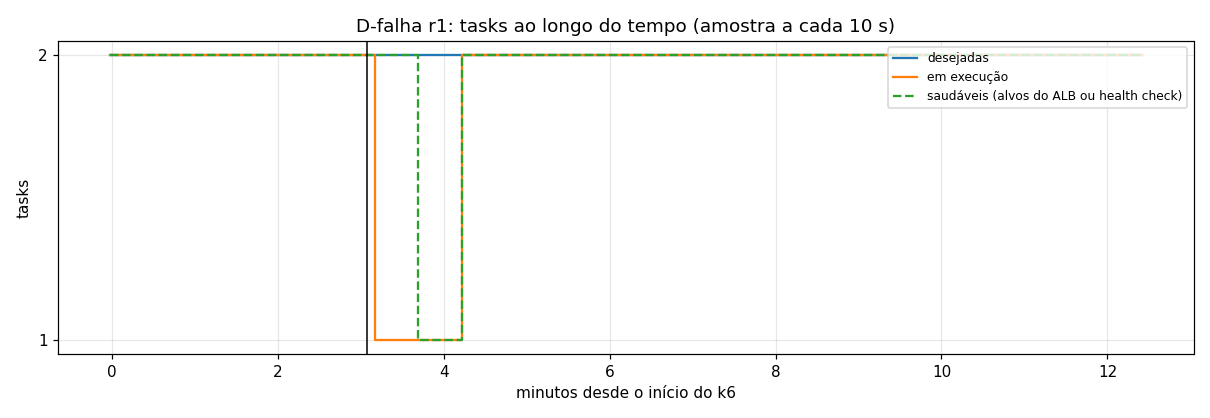 D-falha r1: tasks ao longo do tempo (amostra a cada 10 s)
desejadas
em execução
saudáveis (alvos do ALB ou health check)
2
1
tasks
0 2 4 6 8 10 12
minutos desde o início do k6